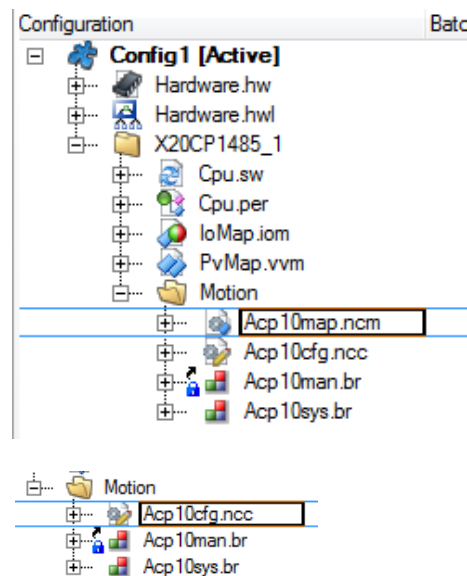 Configuration Batc
Config1 [Active]
Hardware.hw
Hardware.hwl
X20CP1485_1
Cpu.sw
Cpu.per
IoMap.iom
PvMap.vvm
Motion
Acp10map.ncm
Acp10cfg.ncc
Acp10man.br
Acp10sys.br
Motion
Acp10cfg.ncc
Acp10man.br
Acp10sys.br